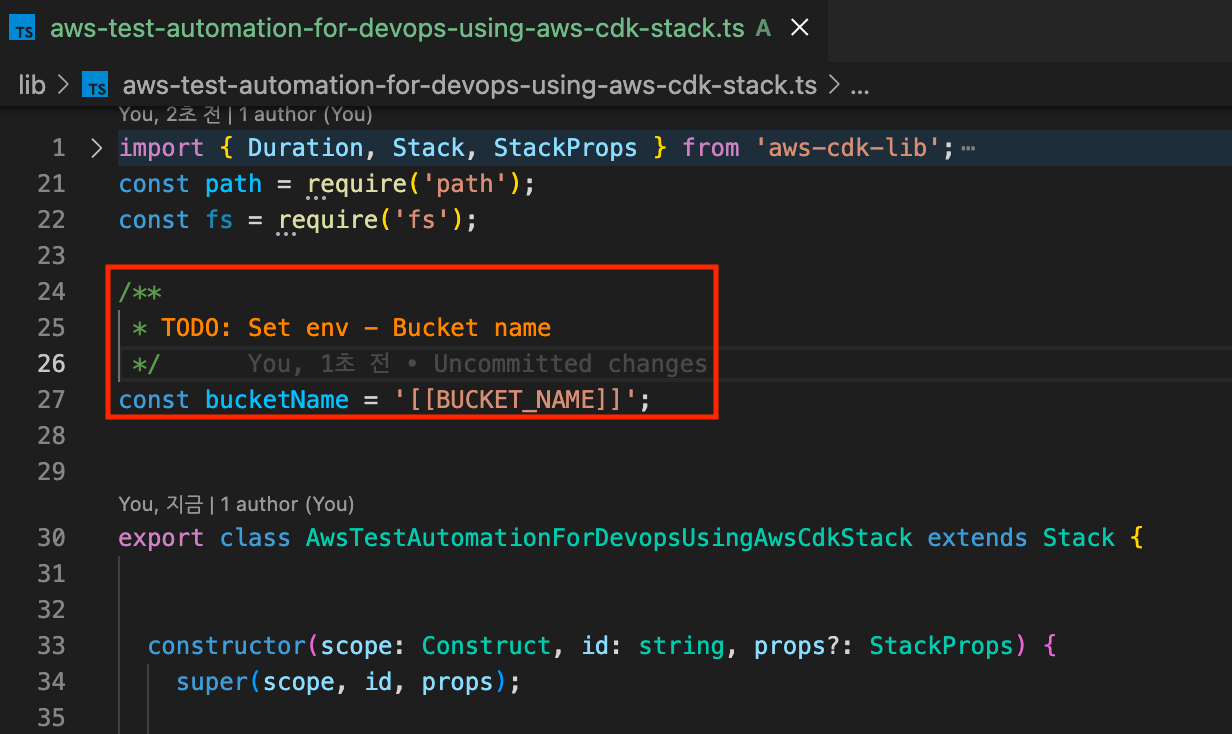 TS aws-test-automation-for-devops-using-aws-cdk-stack.ts A ×
lib > TS aws-test-automation-for-devops-using-aws-cdk-stack.ts > ...
You, 2초 전 | 1 author (You)
1 > import { Duration, Stack, StackProps } from 'aws-cdk-lib';⋯
21 const path = require('path');
22 const fs = require('fs');
23
24 /**
25 * TODO: Set env - Bucket name
26 */ You, 1초 전 • Uncommitted changes
27 const bucketName = '[[BUCKET_NAME]]';
28
29
You, 지금 | 1 author (You)
30 export class AwsTestAutomationForDevopsUsingAwsCdkStack extends Stack {
31
32
33 constructor(scope: Construct, id: string, props?: StackProps) {
34 super(scope, id, props);
35